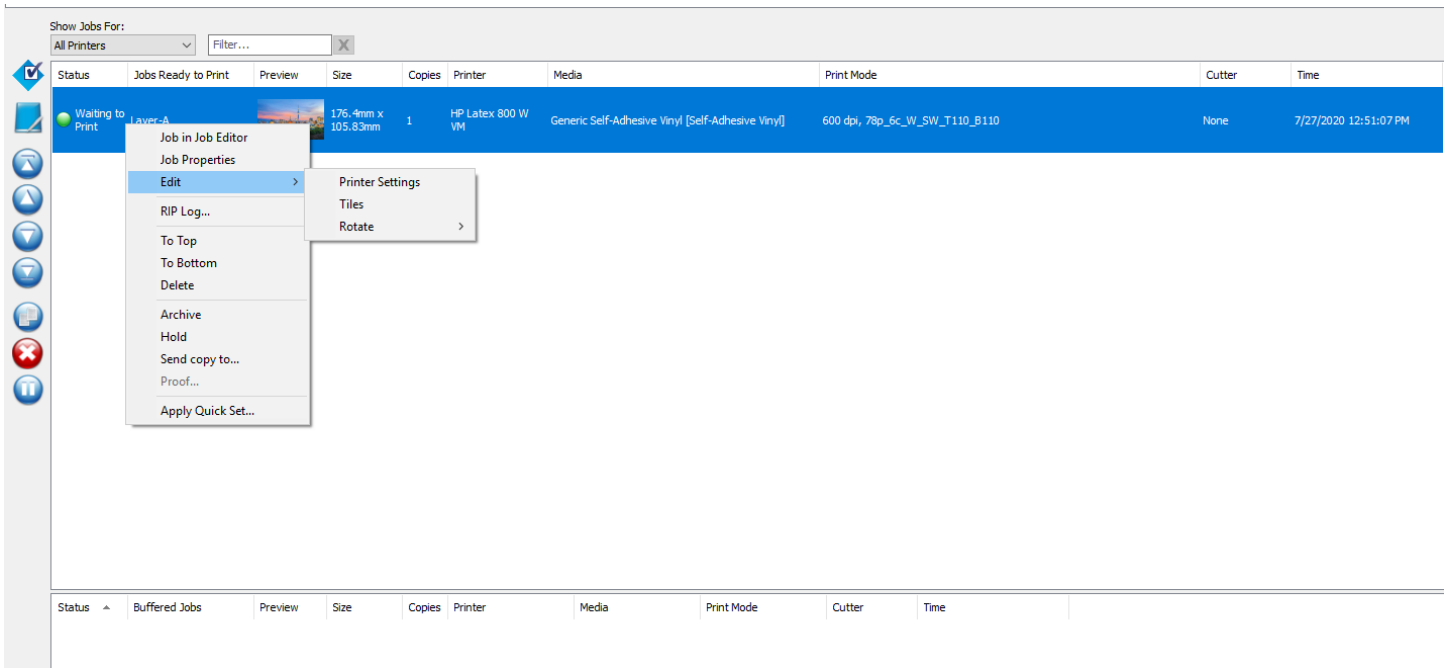 Show Jobs For:
All Printers
Filter...
X
Status Jobs Ready to Print Preview Size Copies Printer Media Print Mode Cutter Time
Waiting to Print Layer-A 176.4mm x 105.83mm 1 HP Latex 800 W VM Generic Self-Adhesive Vinyl [Self-Adhesive Vinyl] 600 dpi, 78p_6c_W_SW_T110_B110 None 7/27/2020 12:51:07 PM
Job in Job Editor
Job Properties
Edit
Printer Settings
Tiles
Rotate
RIP Log...
To Top
To Bottom
Delete
Archive
Hold
Send copy to...
Proof...
Apply Quick Set...
Status Buffered Jobs Preview Size Copies Printer Media Print Mode Cutter Time